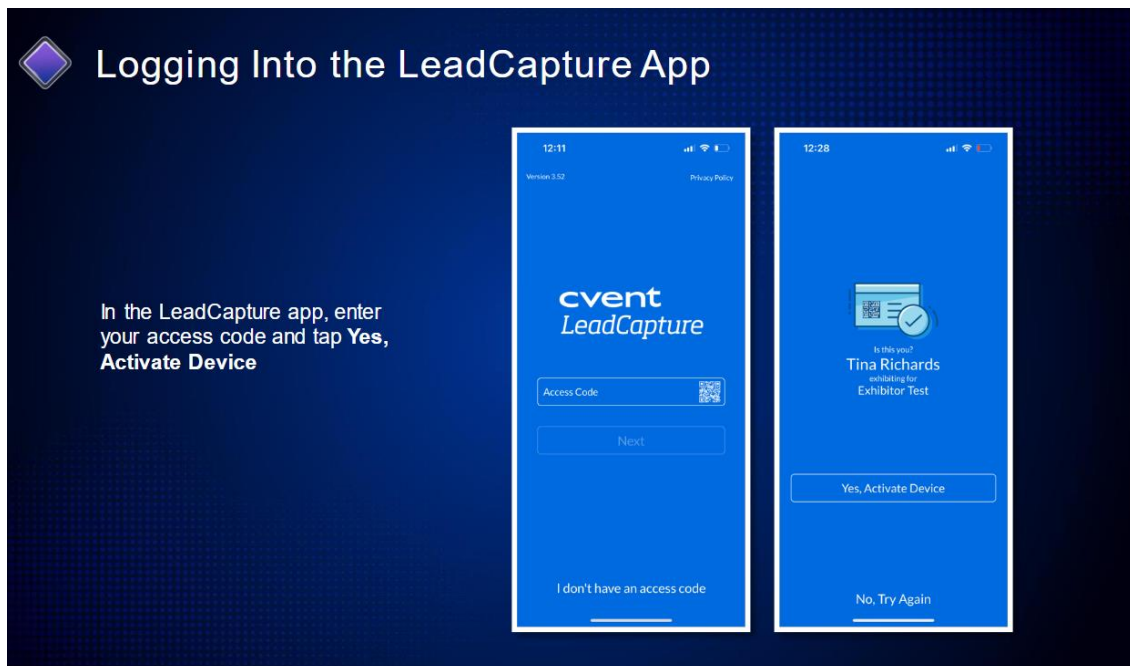 Logging Into the LeadCapture App
In the LeadCapture app, enter
your access code and tap Yes,
Activate Device
12:11
Version 3.52
Privacy Policy
cvent
LeadCapture
Access Code
Next
I don't have an access code
12:28
Is this you?
Tina Richards
exhibiting for
Exhibitor Test
Yes, Activate Device
No, Try Again